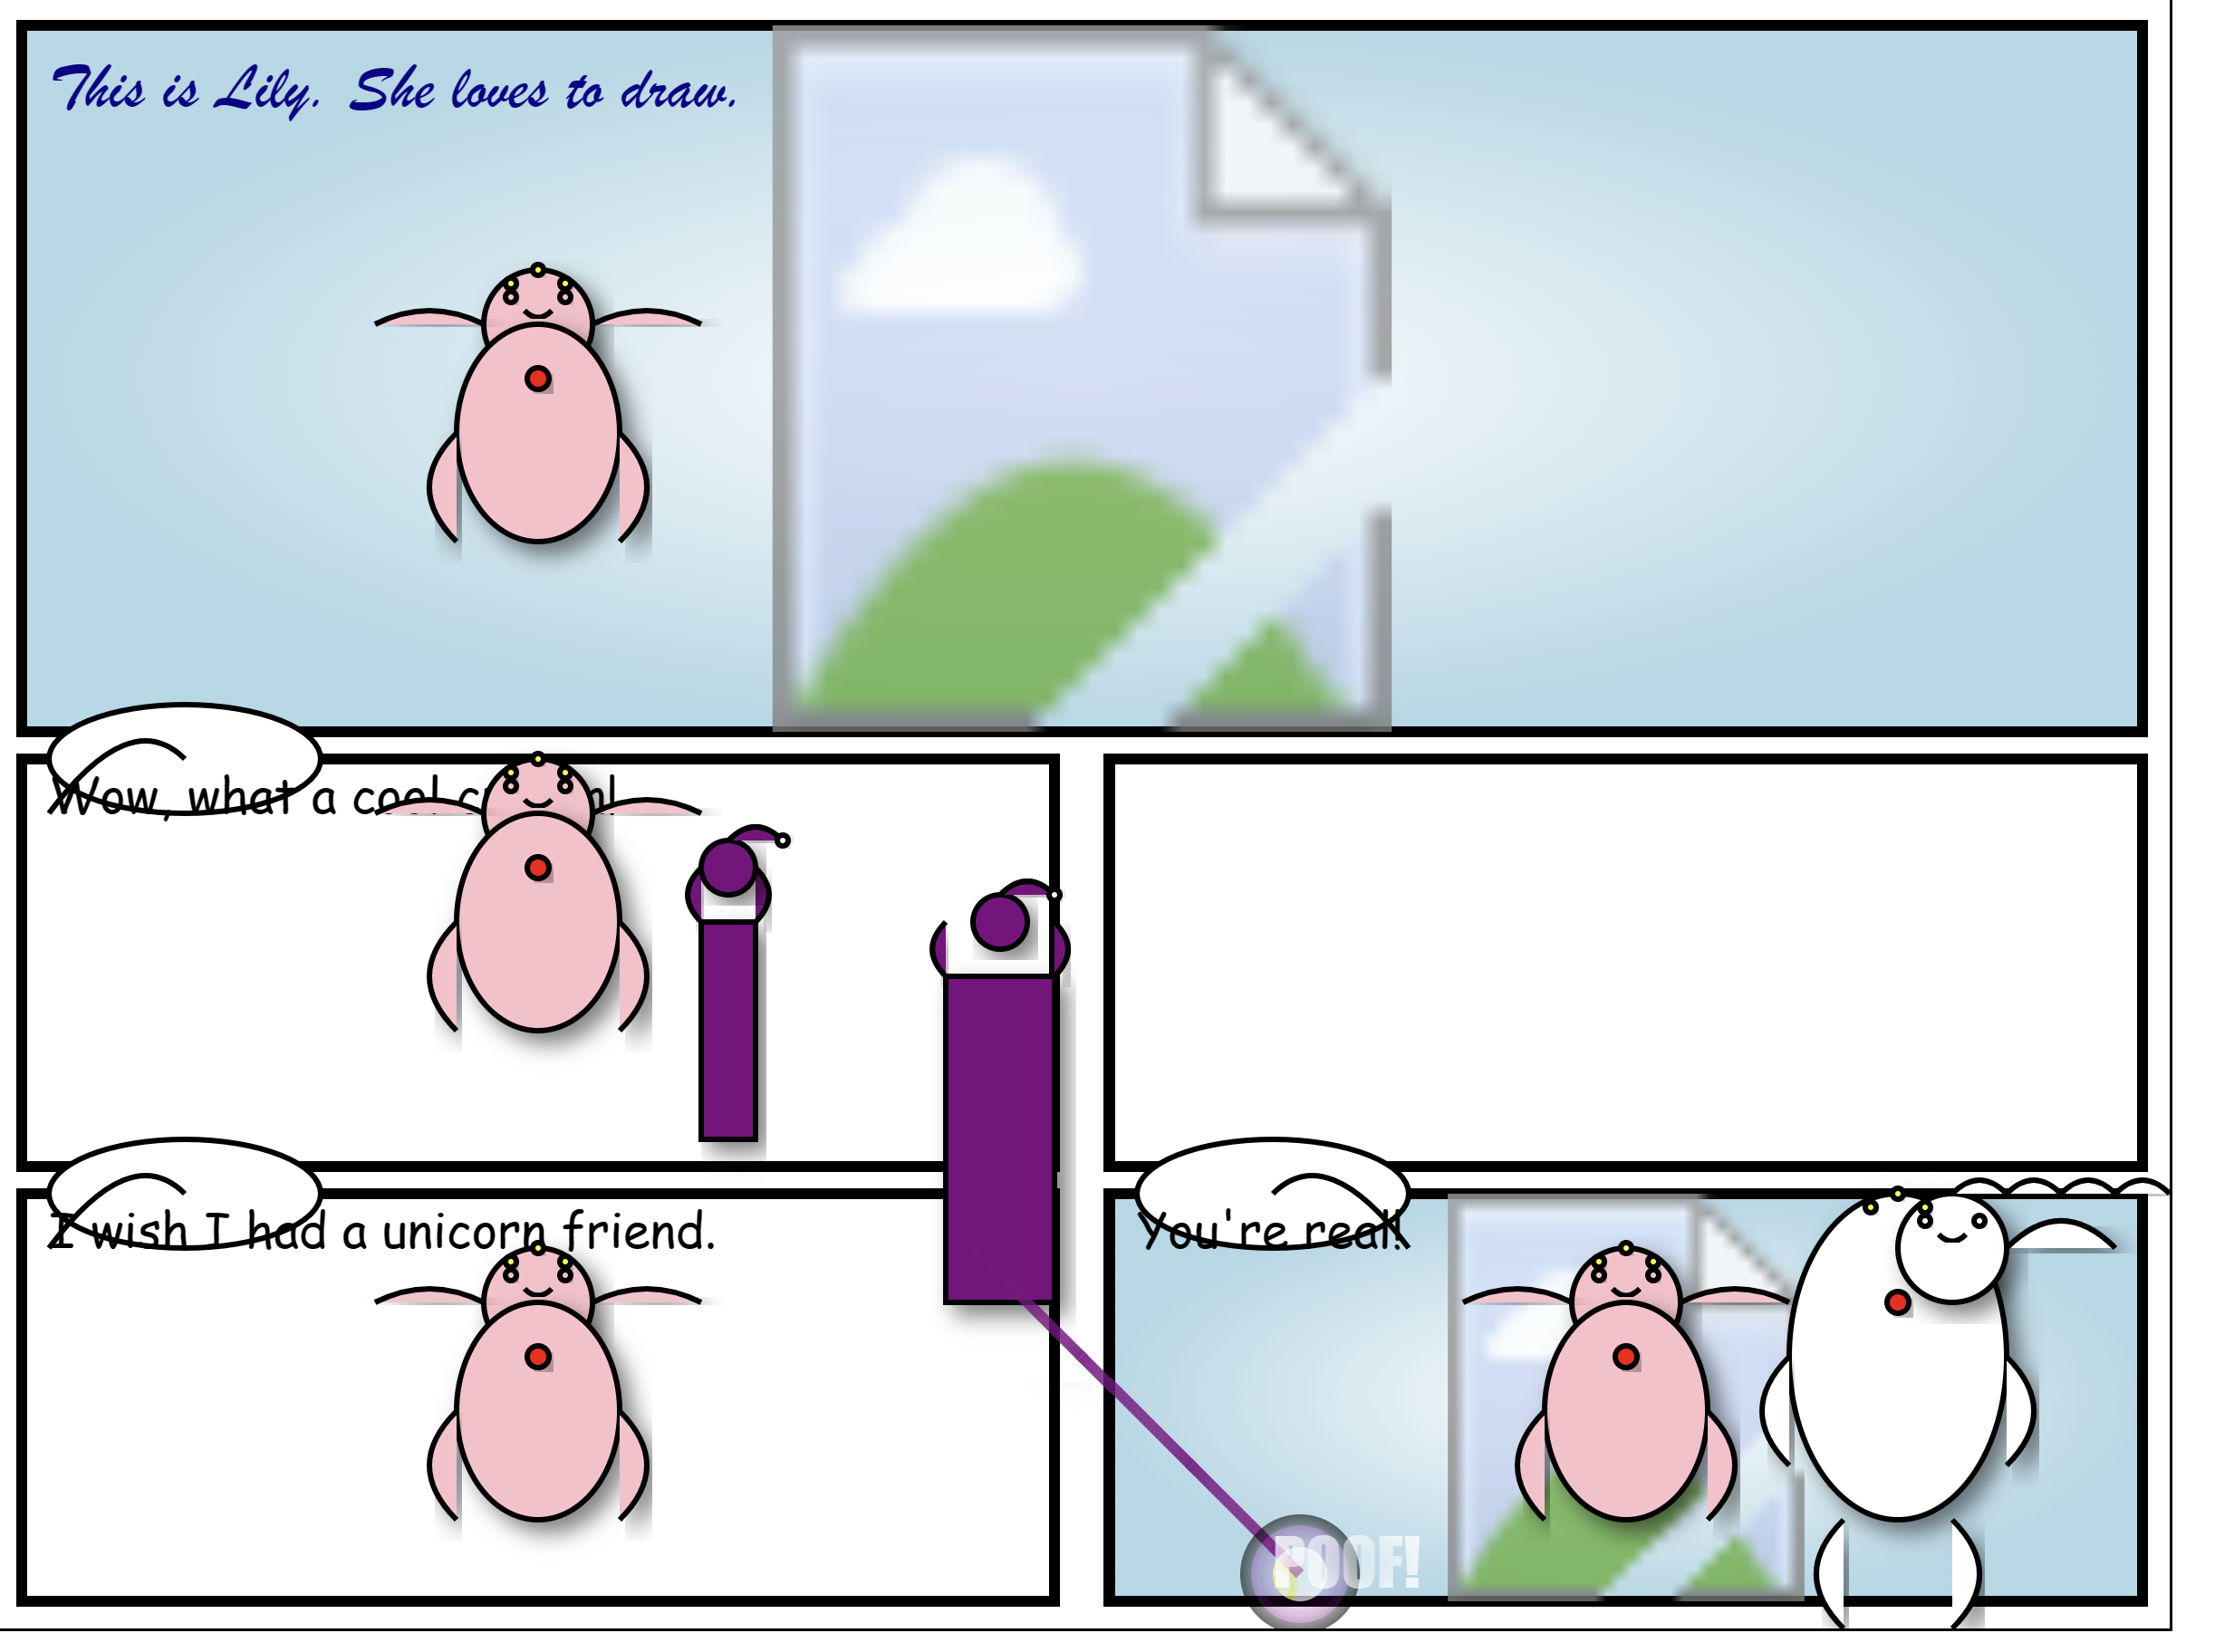 This is Lily. She loves to draw.
Wow, what a cool
I wish I had a unicorn friend.
You're real!
POOF!